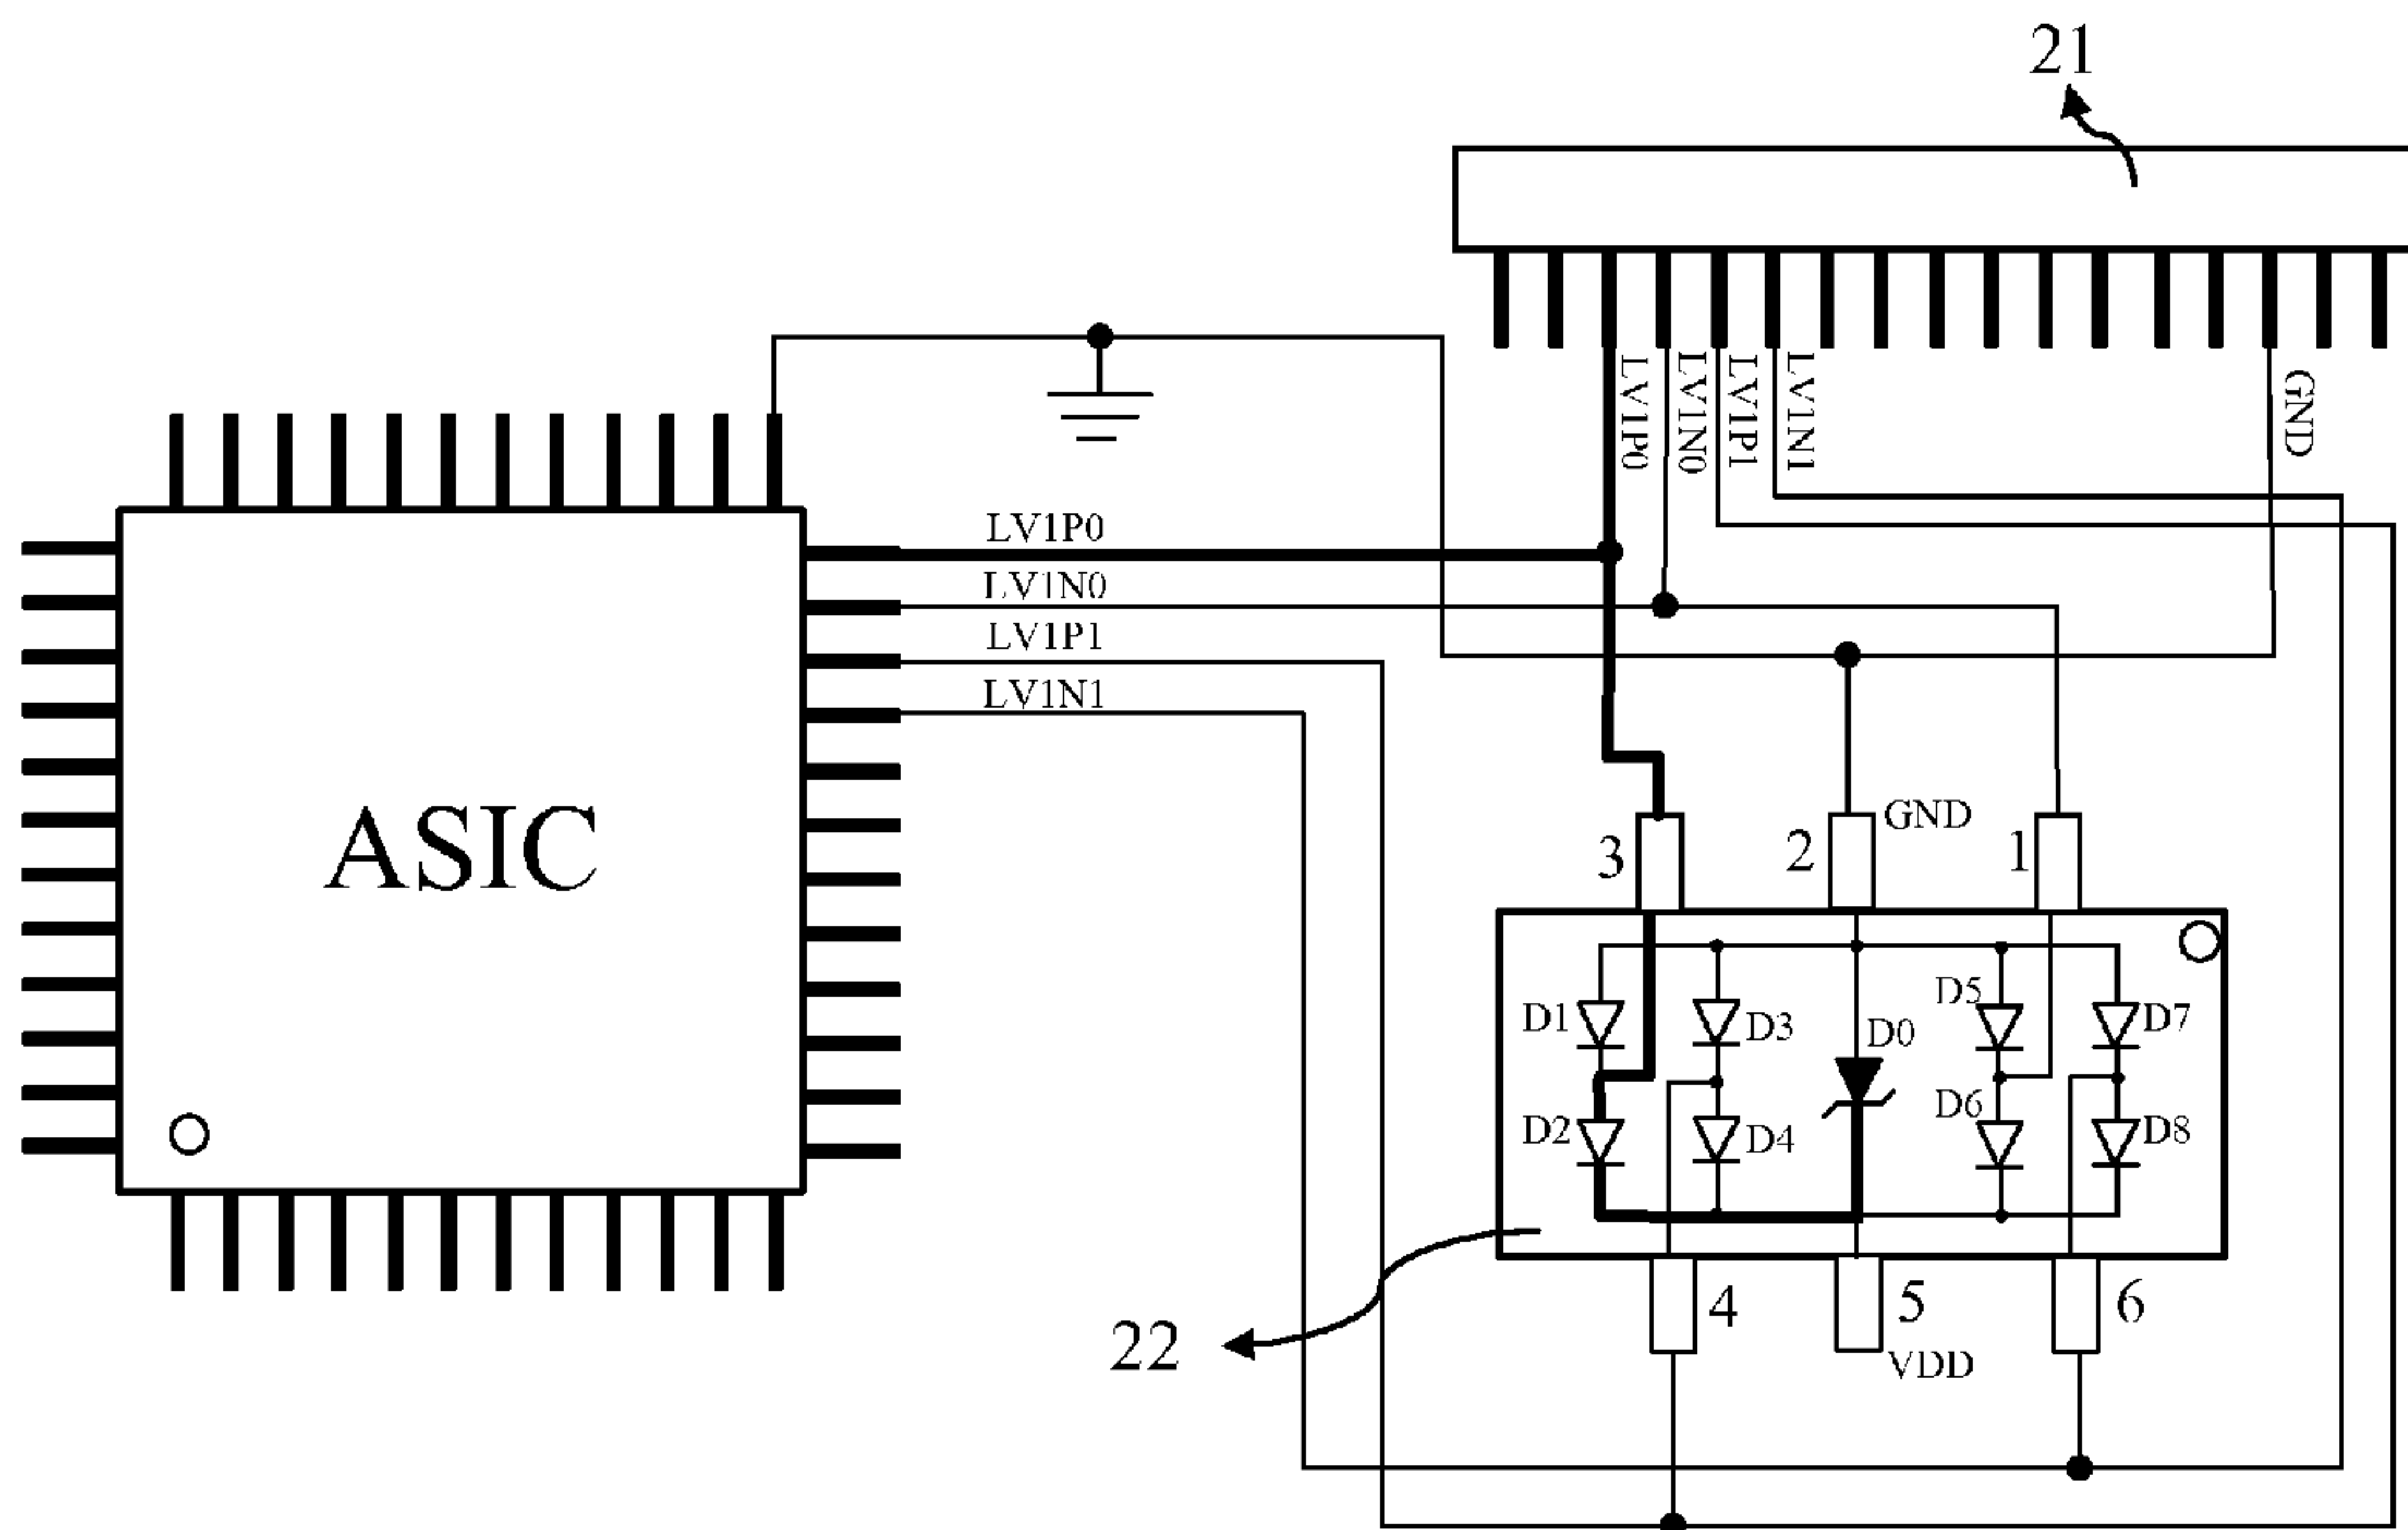 21
LV1P0
LV1N0
LV1P1
LV1N1
GND
LV1P0
LV1N0
LV1P1
LV1N1
ASIC
3
2
GND
1
D1
D3
D0
D5
D7
D2
D4
D6
D8
22
4
5
6
VDD